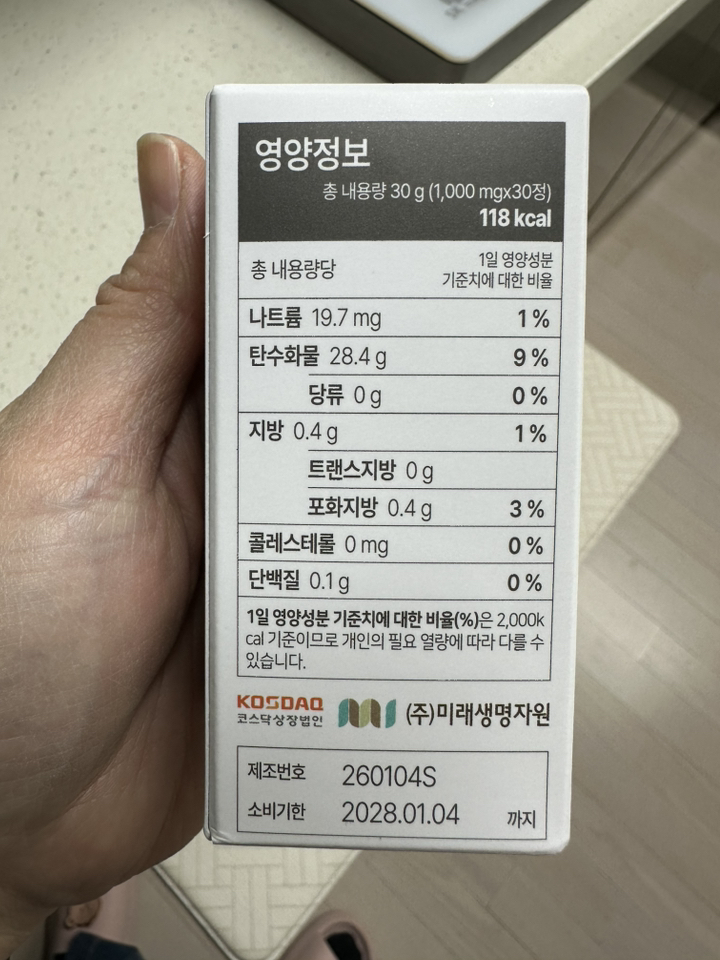 영양정보
총 내용량 30 g (1,000 mgx30정)
118 kcal
총 내용량당
1일 영양성분
기준치에 대한 비율
나트륨 19.7 mg 1 %
탄수화물 28.4 g 9 %
당류 0 g 0 %
지방 0.4 g 1 %
트랜스지방 0 g
포화지방 0.4 g 3 %
콜레스테롤 0 mg 0 %
단백질 0.1 g 0 %
1일 영양성분 기준치에 대한 비율(%)은 2,000k
cal 기준이므로 개인의 필요 열량에 따라 다를 수
있습니다.
KOSDAQ
코스닥상장법인
(주)미래생명자원
제조번호 260104S
소비기한 2028.01.04 까지